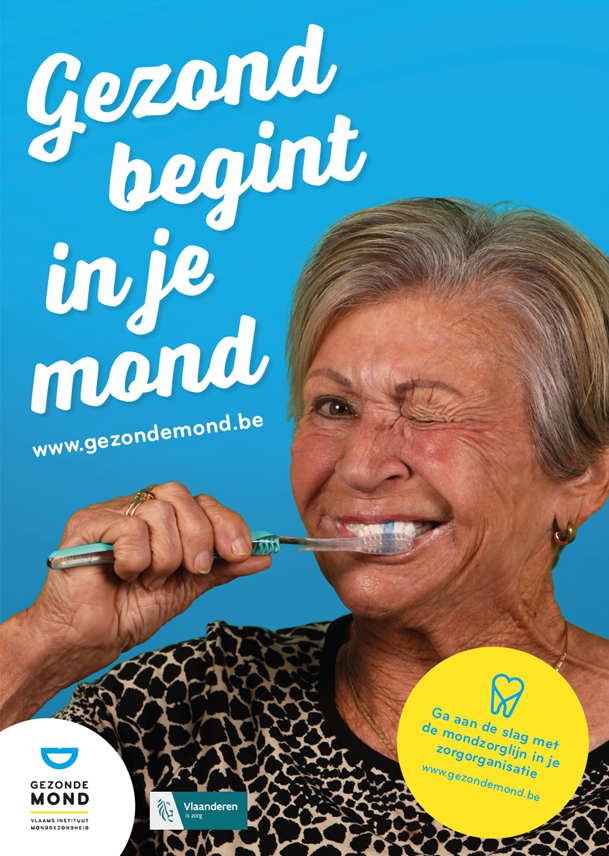 Gezond
begint
in je
mond
www.gezondemond.be
Ga aan de slag met
de mondzorglijn in je
zorgorganisatie
www.gezondemond.be
GEZONDE
MOND
VLAAMS INSTITUUT
MONDGEZONDHEID
Vlaanderen
is zorg